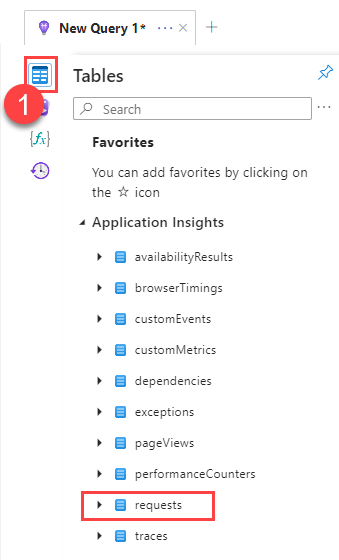 New Query 1*
Tables
1
Search
{fx}
Favorites
You can add favorites by clicking on
the ☆ icon
Application Insights
availabilityResults
browserTimings
customEvents
customMetrics
dependencies
exceptions
pageViews
performanceCounters
requests
traces